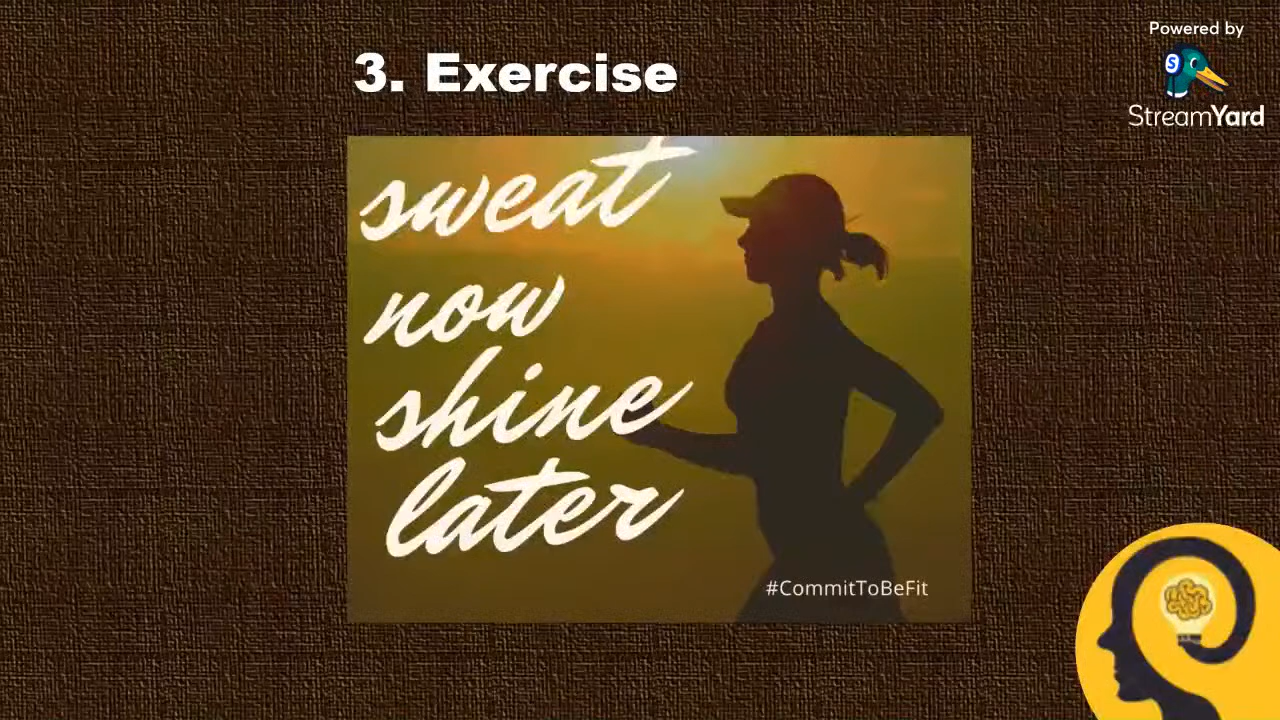 Powered by
StreamYard
3. Exercise
sweat
now
shine
later
#CommitToBeFit